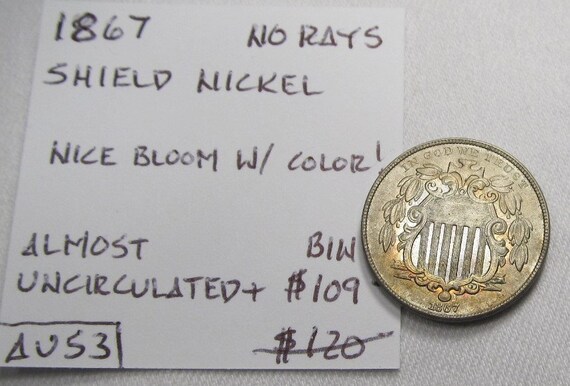 1867 NO RAYS
SHIELD NICKEL
NICE BLOOM W/ COLOR!
ALMOST BIN
UNCIRCULATED+ $109
AU53 $120
IN GOD WE TRUST
1867